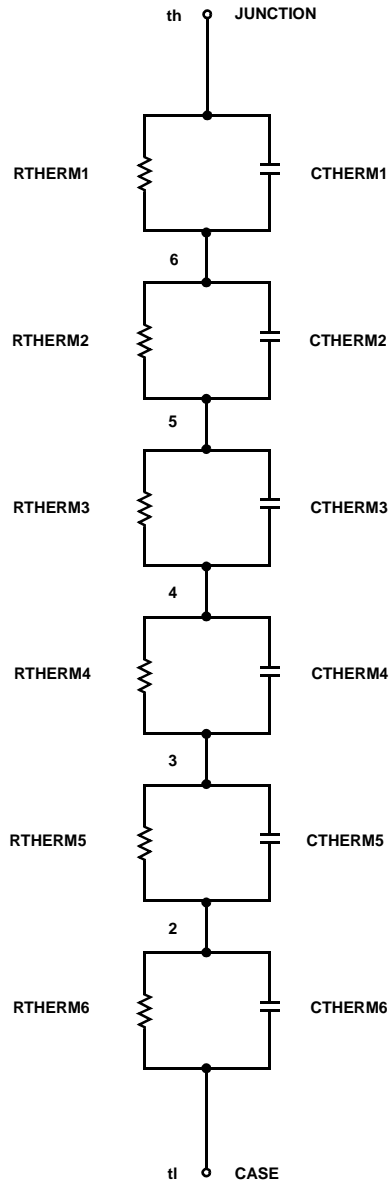 th JUNCTION
RTHERM1 CTHERM1
6
RTHERM2 CTHERM2
5
RTHERM3 CTHERM3
4
RTHERM4 CTHERM4
3
RTHERM5 CTHERM5
2
RTHERM6 CTHERM6
tl CASE